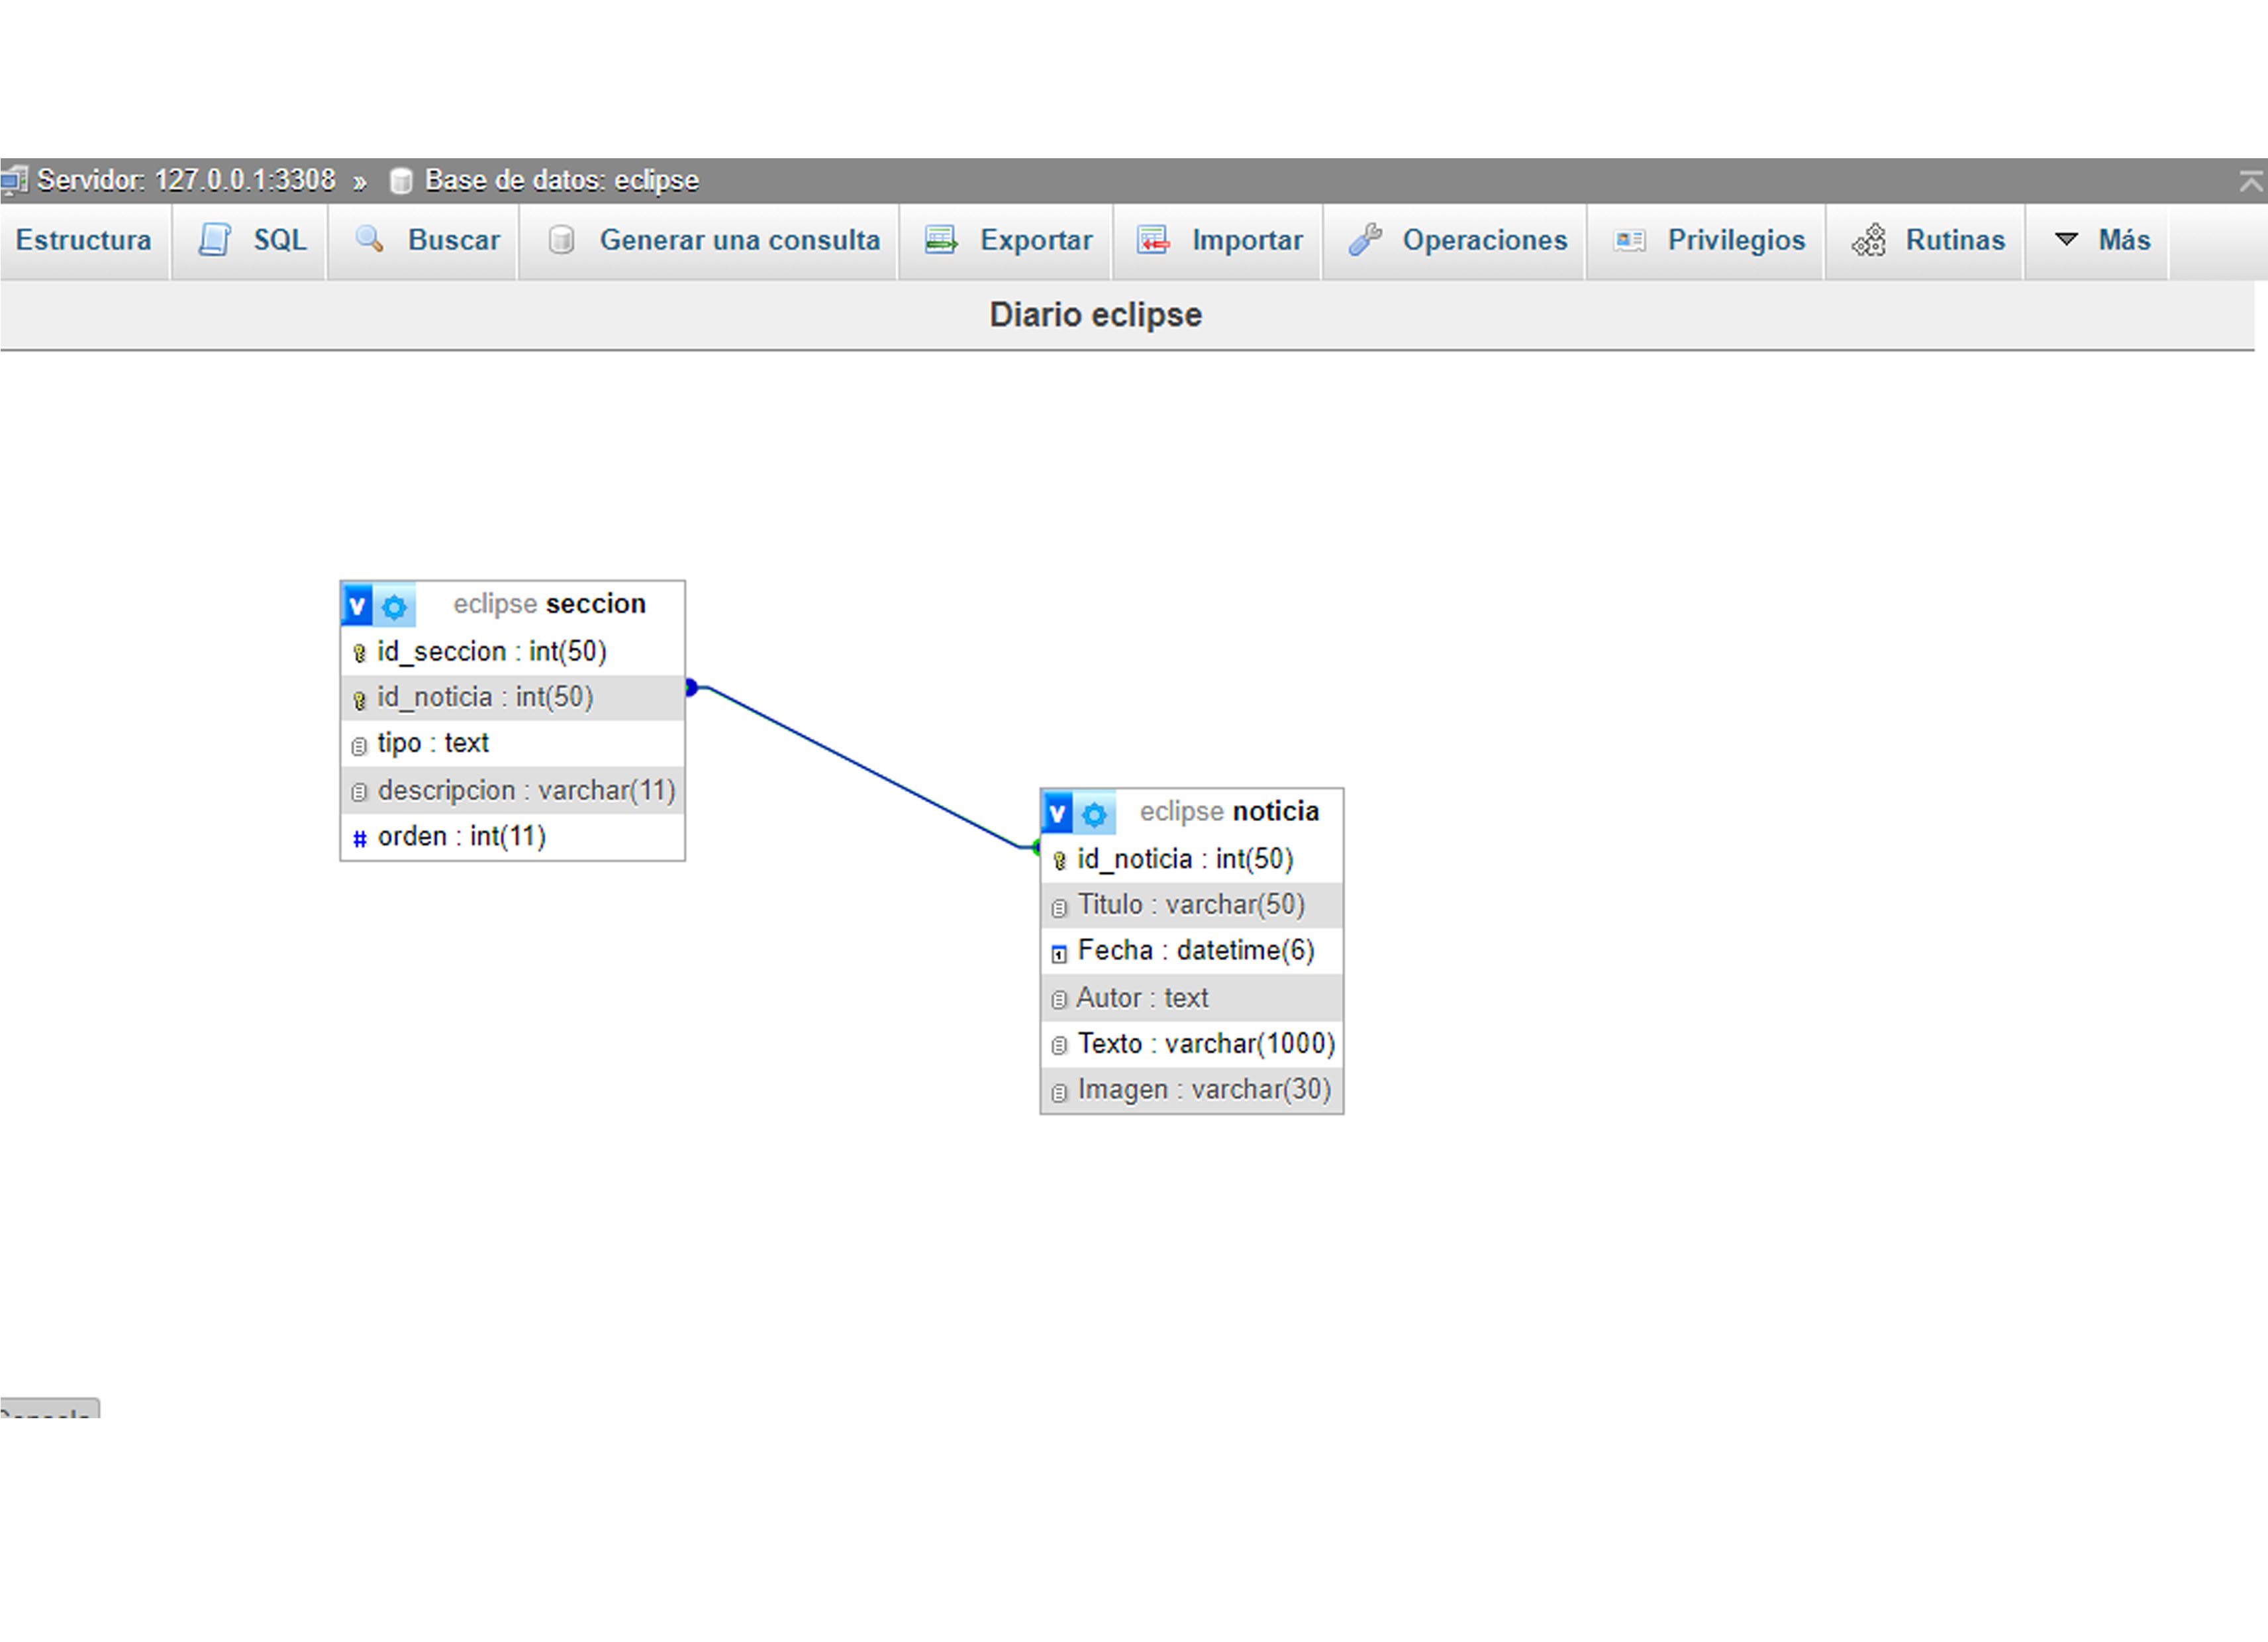 Servidor: 127.0.0.1:3308 » Base de datos: eclipse
Estructura SQL Buscar Generar una consulta Exportar Importar Operaciones Privilegios Rutinas Más
Diario eclipse
v eclipse seccion
id_seccion : int(50)
id_noticia : int(50)
tipo : text
descripcion : varchar(11)
# orden : int(11)
v eclipse noticia
id_noticia : int(50)
Titulo : varchar(50)
Fecha : datetime(6)
Autor : text
Texto : varchar(1000)
Imagen : varchar(30)